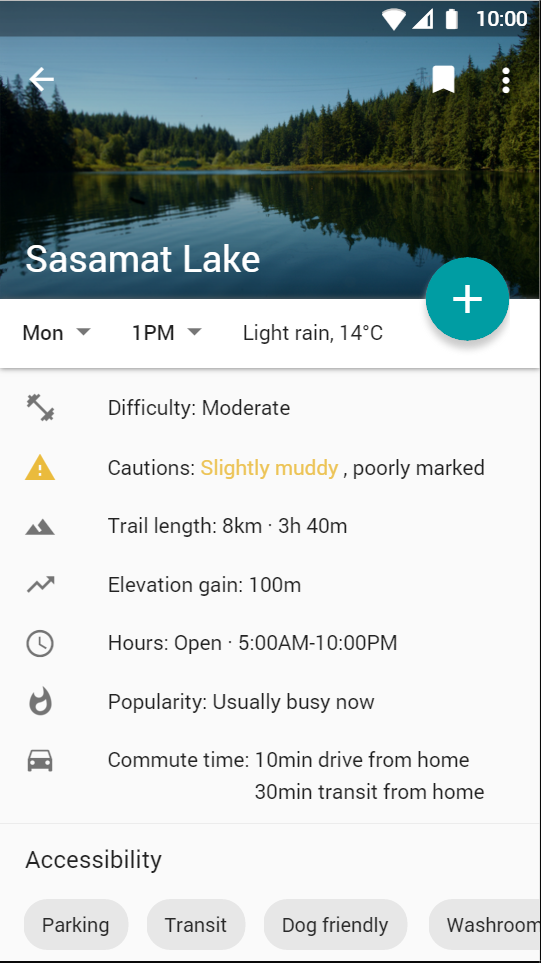 10:00
Sasamat Lake
Mon 1PM Light rain, 14°C
Difficulty: Moderate
Cautions: Slightly muddy , poorly marked
Trail length: 8km · 3h 40m
Elevation gain: 100m
Hours: Open · 5:00AM-10:00PM
Popularity: Usually busy now
Commute time: 10min drive from home
30min transit from home
Accessibility
Parking Transit Dog friendly Washroom